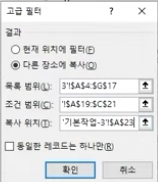 고급 필터 ? ×
결과
현재 위치에 필터(F)
다른 장소에 복사(O)
목록 범위(L): 3'!$A$4:$G$17
조건 범위(C): '!$A$19:$C$21
복사 위치(T): '기본작업-3'!$A$23
동일한 레코드는 하나만(R)
확인 취소